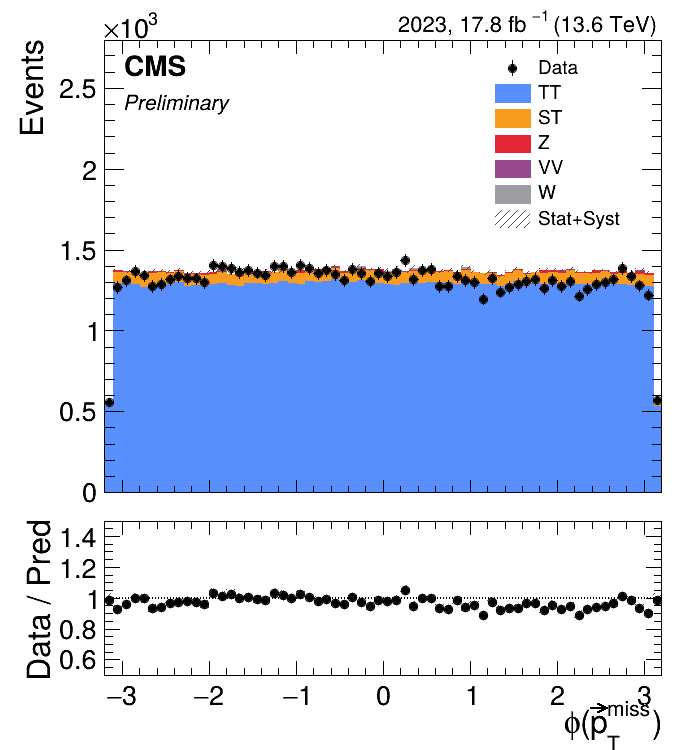 ×10³
2023, 17.8 fb⁻¹ (13.6 TeV)
Events
CMS
Preliminary
Data
TT
ST
Z
VV
W
Stat+Syst
2.5
2
1.5
1
0.5
0
Data / Pred
1.4
1.2
1
0.8
0.6
−3 −2 −1 0 1 2 3
ϕ(p⃗_T^miss)